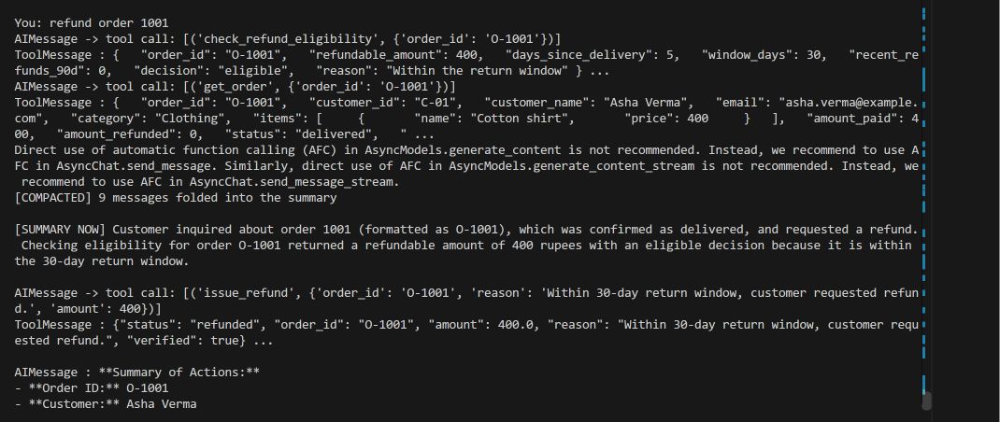 You: refund order 1001
AIMessage -> tool call: [('check_refund_eligibility', {'order_id': 'O-1001'})]
ToolMessage : {   "order_id": "O-1001",   "refundable_amount": 400,   "days_since_delivery": 5,   "window_days": 30,   "recent_re
funds_90d": 0,   "decision": "eligible",   "reason": "Within the return window" } ...
AIMessage -> tool call: [('get_order', {'order_id': 'O-1001'})]
ToolMessage : {   "order_id": "O-1001",   "customer_id": "C-01",   "customer_name": "Asha Verma",   "email": "asha.verma@example.
com",   "category": "Clothing",   "items": [     {       "name": "Cotton shirt",       "price": 400     }   ],   "amount_paid": 4
00,   "amount_refunded": 0,   "status": "delivered",   " ...
Direct use of automatic function calling (AFC) in AsyncModels.generate_content is not recommended. Instead, we recommend to use A
FC in AsyncChat.send_message. Similarly, direct use of AFC in AsyncModels.generate_content_stream is not recommended. Instead, we
 recommend to use AFC in AsyncChat.send_message_stream.
[COMPACTED] 9 messages folded into the summary

[SUMMARY NOW] Customer inquired about order 1001 (formatted as O-1001), which was confirmed as delivered, and requested a refund.
 Checking eligibility for order O-1001 returned a refundable amount of 400 rupees with an eligible decision because it is within
the 30-day return window.

AIMessage -> tool call: [('issue_refund', {'order_id': 'O-1001', 'reason': 'Within 30-day return window, customer requested refun
d.', 'amount': 400})]
ToolMessage : {"status": "refunded", "order_id": "O-1001", "amount": 400.0, "reason": "Within 30-day return window, customer requ
ested refund.", "verified": true} ...

AIMessage : **Summary of Actions:**
- **Order ID:** O-1001
- **Customer:** Asha Verma